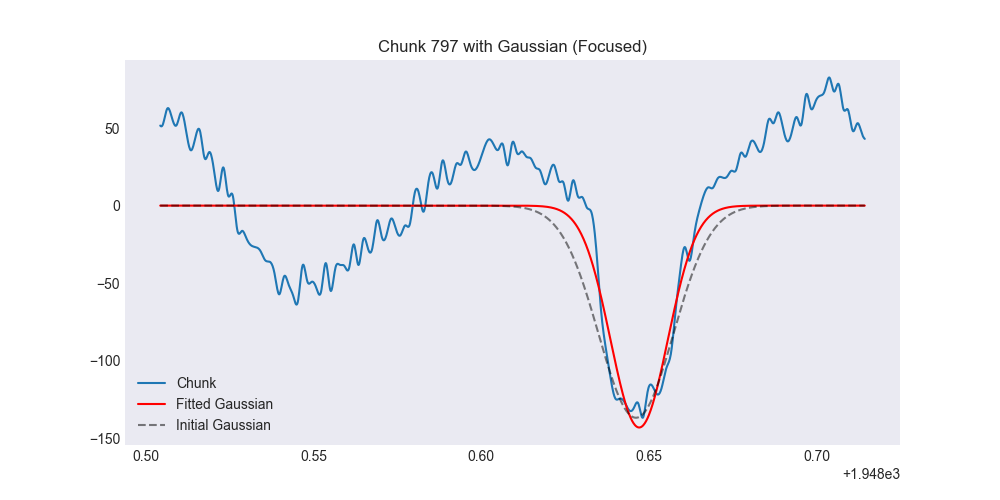 Chunk 797 with Gaussian (Focused)
50
0
−50
−100
−150
Chunk
Fitted Gaussian
Initial Gaussian
0.50 0.55 0.60 0.65 0.70
+1.948e3